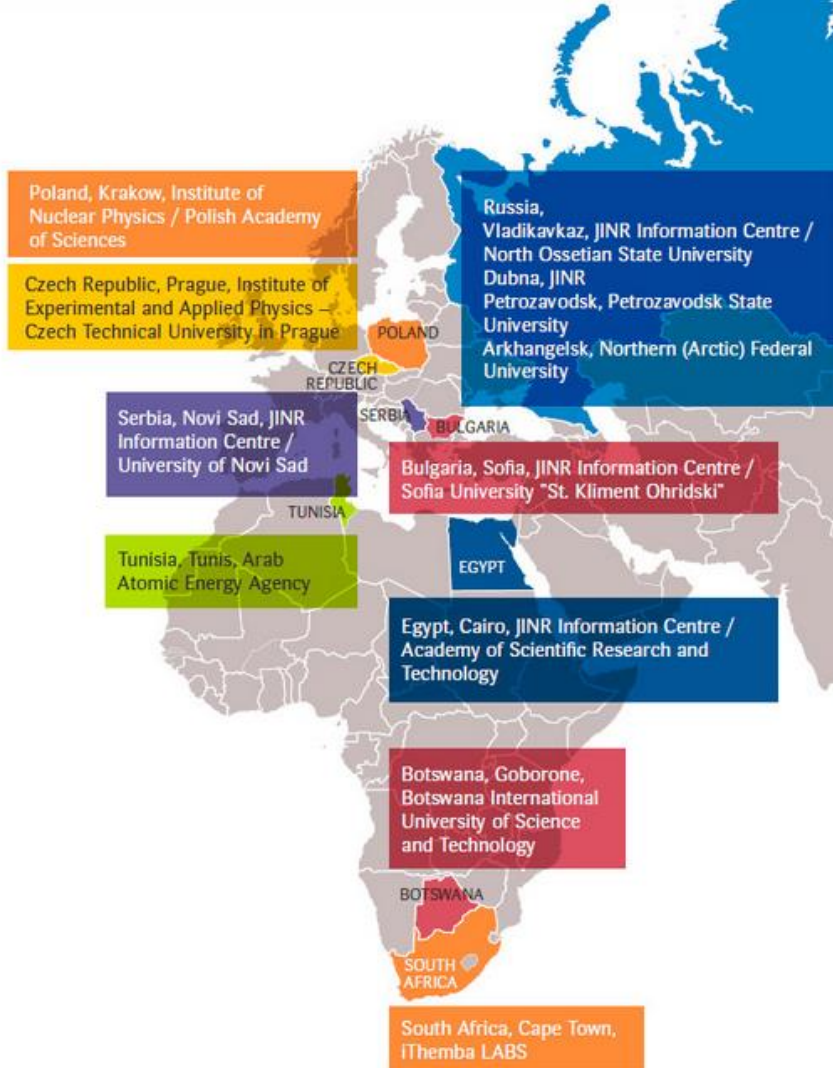 Poland, Krakow, Institute of
Nuclear Physics / Polish Academy
of Sciences
Czech Republic, Prague, Institute of
Experimental and Applied Physics –
Czech Technical University in Prague
Russia,
Vladikavkaz, JINR Information Centre /
North Ossetian State University
Dubna, JINR
Petrozavodsk, Petrozavodsk State
University
Arkhangelsk, Northern (Arctic) Federal
University
POLAND
CZECH
REPUBLIC
Serbia, Novi Sad, JINR
Information Centre /
University of Novi Sad
SERBIA
BULGARIA
Bulgaria, Sofia, JINR Information Centre /
Sofia University "St. Kliment Ohridski"
TUNISIA
Tunisia, Tunis, Arab
Atomic Energy Agency
EGYPT
Egypt, Cairo, JINR Information Centre /
Academy of Scientific Research and
Technology
Botswana, Goborone,
Botswana International
University of Science
and Technology
BOTSWANA
SOUTH
AFRICA
South Africa, Cape Town,
iThemba LABS